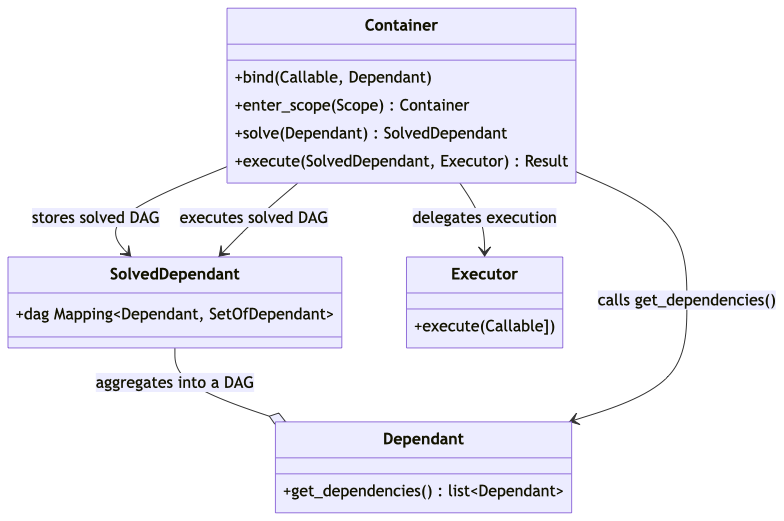 Container
+bind(Callable, Dependant)
+enter_scope(Scope) : Container
+solve(Dependant) : SolvedDependant
+execute(SolvedDependant, Executor) : Result
stores solved DAG
executes solved DAG
delegates execution
SolvedDependant
+dag Mapping<Dependant, SetOfDependant>
Executor
+execute(Callable])
calls get_dependencies()
aggregates into a DAG
Dependant
+get_dependencies() : list<Dependant>